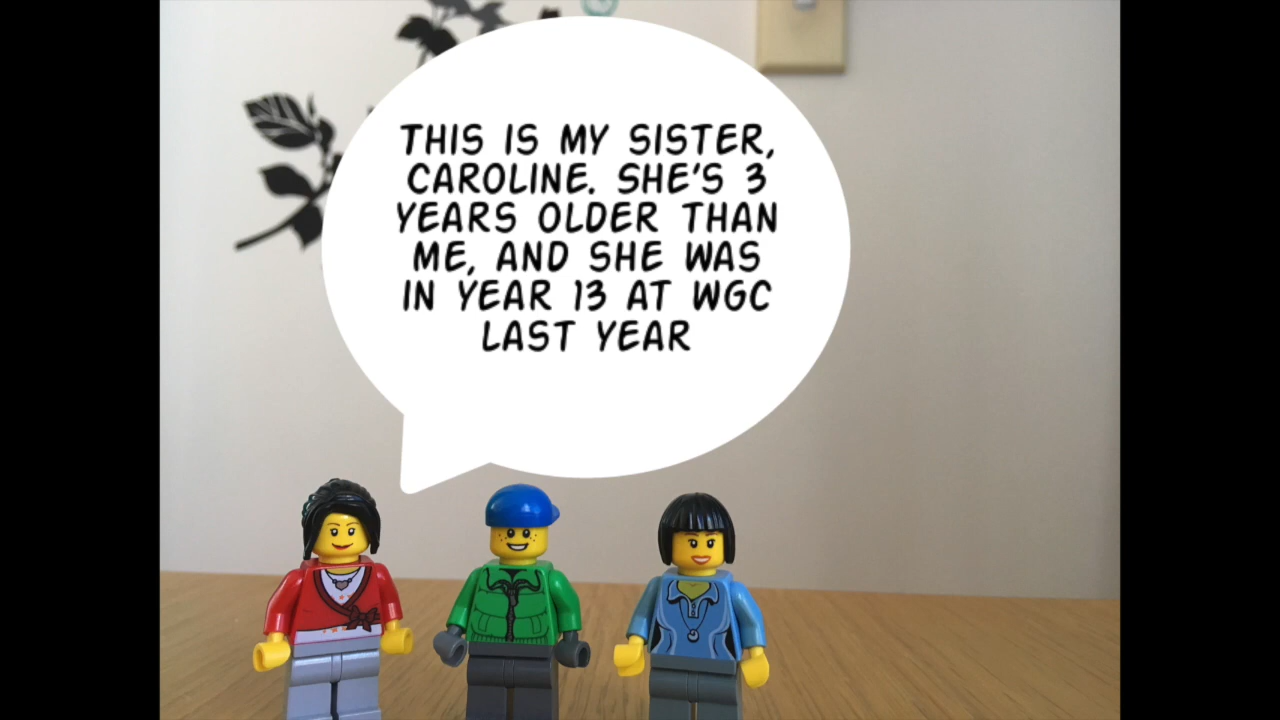 THIS IS MY SISTER,
CAROLINE. SHE'S 3
YEARS OLDER THAN
ME, AND SHE WAS
IN YEAR 13 AT WGC
LAST YEAR